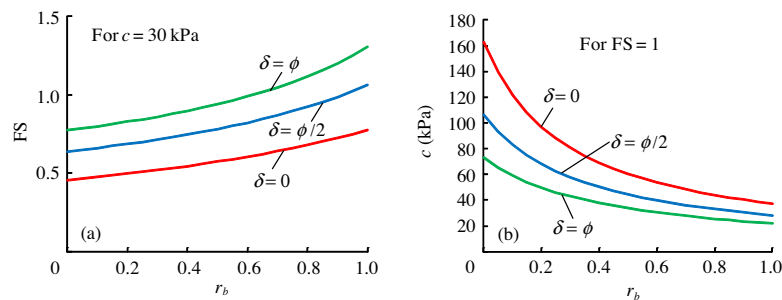 1.5
For c = 30 kPa
δ = ϕ
1.0
FS
δ = ϕ/2
0.5
δ = 0
(a)
0
0.2
0.4
0.6
0.8
1.0
r_b
180
160
For FS = 1
140
120
δ = 0
100
c (kPa)
δ = ϕ/2
80
60
40
δ = ϕ
20
(b)
0
0.2
0.4
0.6
0.8
1.0
r_b